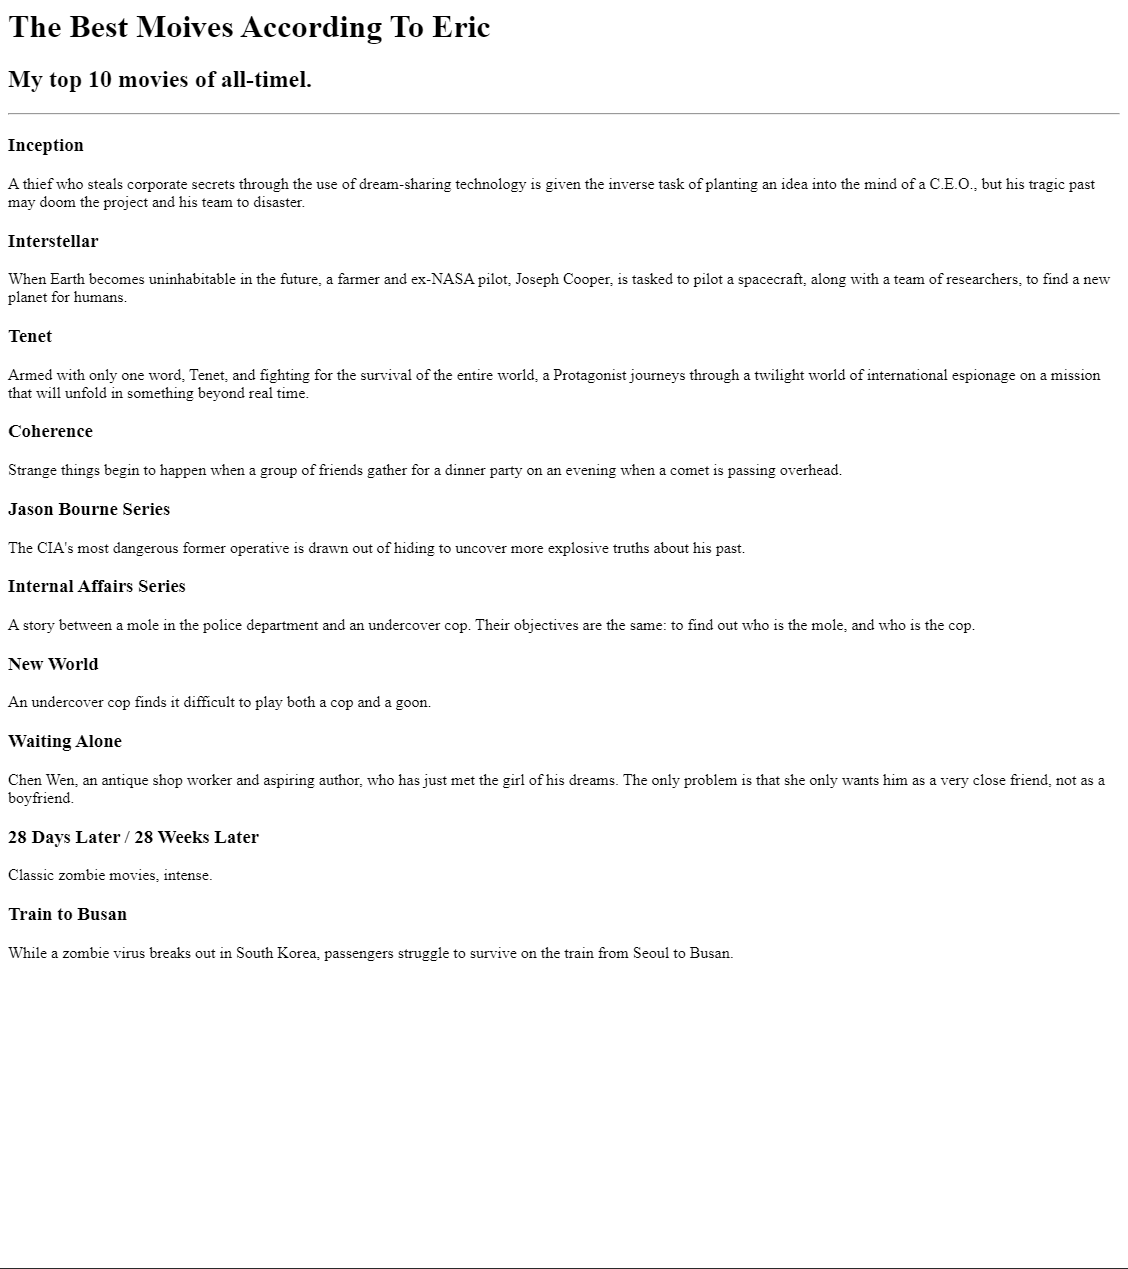 The Best Moives According To Eric
My top 10 movies of all-timel.
Inception
A thief who steals corporate secrets through the use of dream-sharing technology is given the inverse task of planting an idea into the mind of a C.E.O., but his tragic past
may doom the project and his team to disaster.
Interstellar
When Earth becomes uninhabitable in the future, a farmer and ex-NASA pilot, Joseph Cooper, is tasked to pilot a spacecraft, along with a team of researchers, to find a new
planet for humans.
Tenet
Armed with only one word, Tenet, and fighting for the survival of the entire world, a Protagonist journeys through a twilight world of international espionage on a mission
that will unfold in something beyond real time.
Coherence
Strange things begin to happen when a group of friends gather for a dinner party on an evening when a comet is passing overhead.
Jason Bourne Series
The CIA's most dangerous former operative is drawn out of hiding to uncover more explosive truths about his past.
Internal Affairs Series
A story between a mole in the police department and an undercover cop. Their objectives are the same: to find out who is the mole, and who is the cop.
New World
An undercover cop finds it difficult to play both a cop and a goon.
Waiting Alone
Chen Wen, an antique shop worker and aspiring author, who has just met the girl of his dreams. The only problem is that she only wants him as a very close friend, not as a
boyfriend.
28 Days Later / 28 Weeks Later
Classic zombie movies, intense.
Train to Busan
While a zombie virus breaks out in South Korea, passengers struggle to survive on the train from Seoul to Busan.